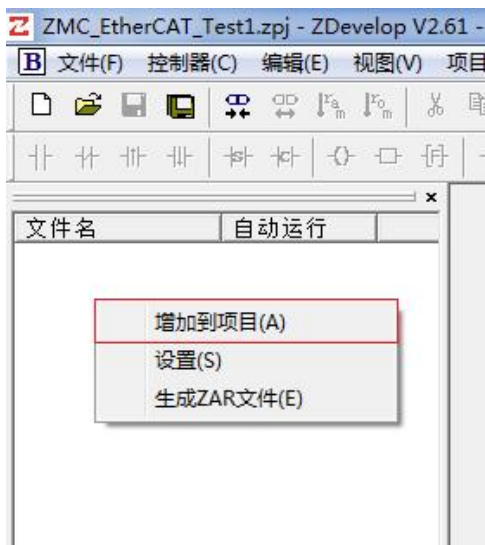 ZMC_EtherCAT_Test1.zpj - ZDevelop V2.61 -
B 文件(F) 控制器(C) 编辑(E) 视图(V) 项目
文件名 自动运行
增加到项目(A)
设置(S)
生成ZAR文件(E)